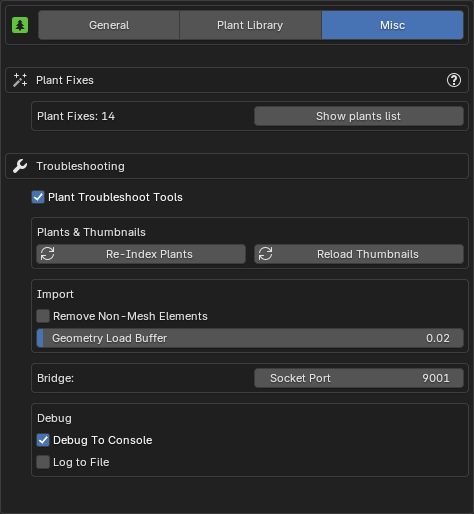 General Plant Library Misc
Plant Fixes ?
Plant Fixes: 14 Show plants list
Troubleshooting
Plant Troubleshoot Tools
Plants & Thumbnails
Re-Index Plants Reload Thumbnails
Import
Remove Non-Mesh Elements
Geometry Load Buffer 0.02
Bridge: Socket Port 9001
Debug
Debug To Console
Log to File